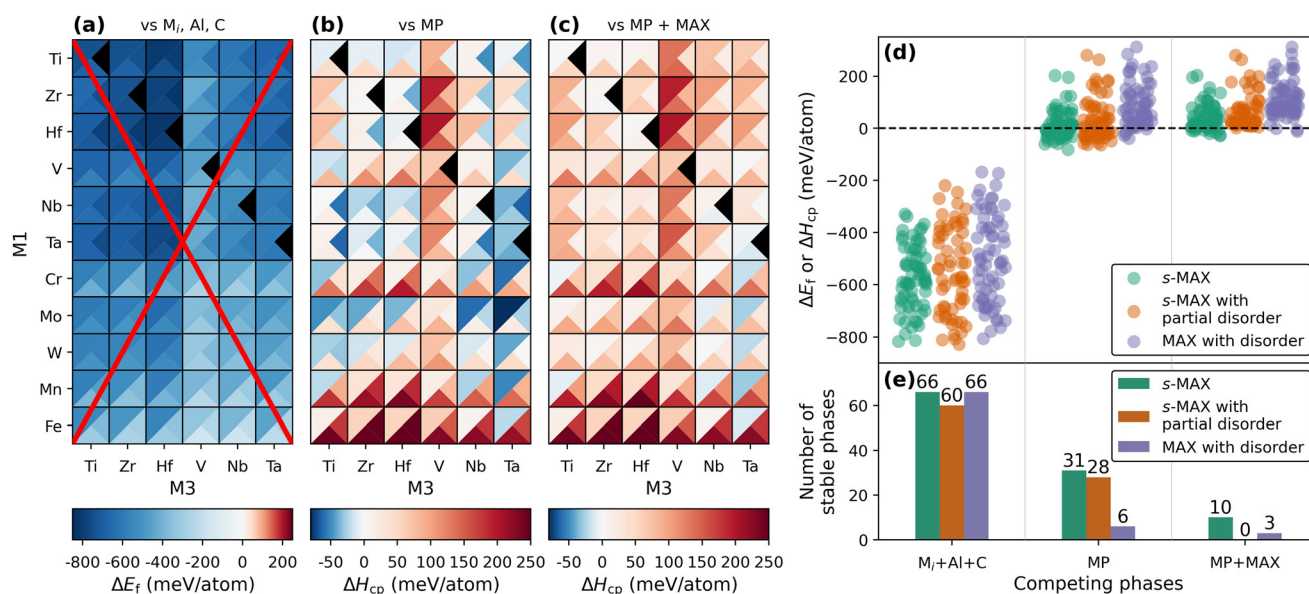 (a) vs Mᵢ, Al, C
(b) vs MP
(c) vs MP + MAX
M1
Ti
Zr
Hf
V
Nb
Ta
Cr
Mo
W
Mn
Fe
Ti Zr Hf V Nb Ta
M3
Ti Zr Hf V Nb Ta
M3
Ti Zr Hf V Nb Ta
M3
-800 -600 -400 -200 0 200
ΔE_f (meV/atom)
-50 0 50 100 150 200 250
ΔH_cp (meV/atom)
-50 0 50 100 150 200 250
ΔH_cp (meV/atom)
(d)
ΔE_f or ΔH_cp (meV/atom)
200
0
−200
−400
−600
−800
s-MAX
s-MAX with
partial disorder
MAX with disorder
(e)
Number of
stable phases
60
40
20
0
66 60 66
31 28 6
10 0 3
s-MAX
s-MAX with
partial disorder
MAX with disorder
Mᵢ+Al+C MP MP+MAX
Competing phases